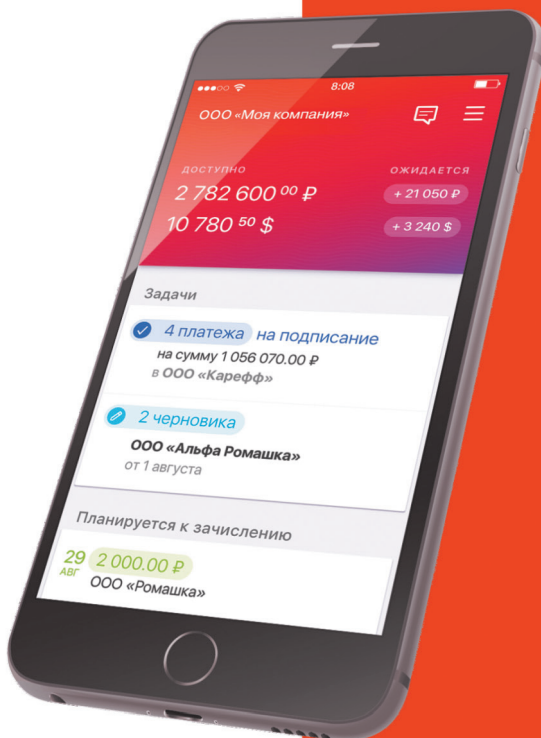 8:08
ООО «Моя компания»
ДОСТУПНО
ОЖИДАЕТСЯ
2 782 600 00 ₽
+ 21 050 ₽
10 780 50 $
+ 3 240 $
Задачи
4 платежа на подписание
на сумму 1 056 070.00 ₽
в ООО «Карефф»
2 черновика
ООО «Альфа Ромашка»
от 1 августа
Планируется к зачислению
29 2 000.00 ₽
АВГ ООО «Ромашка»